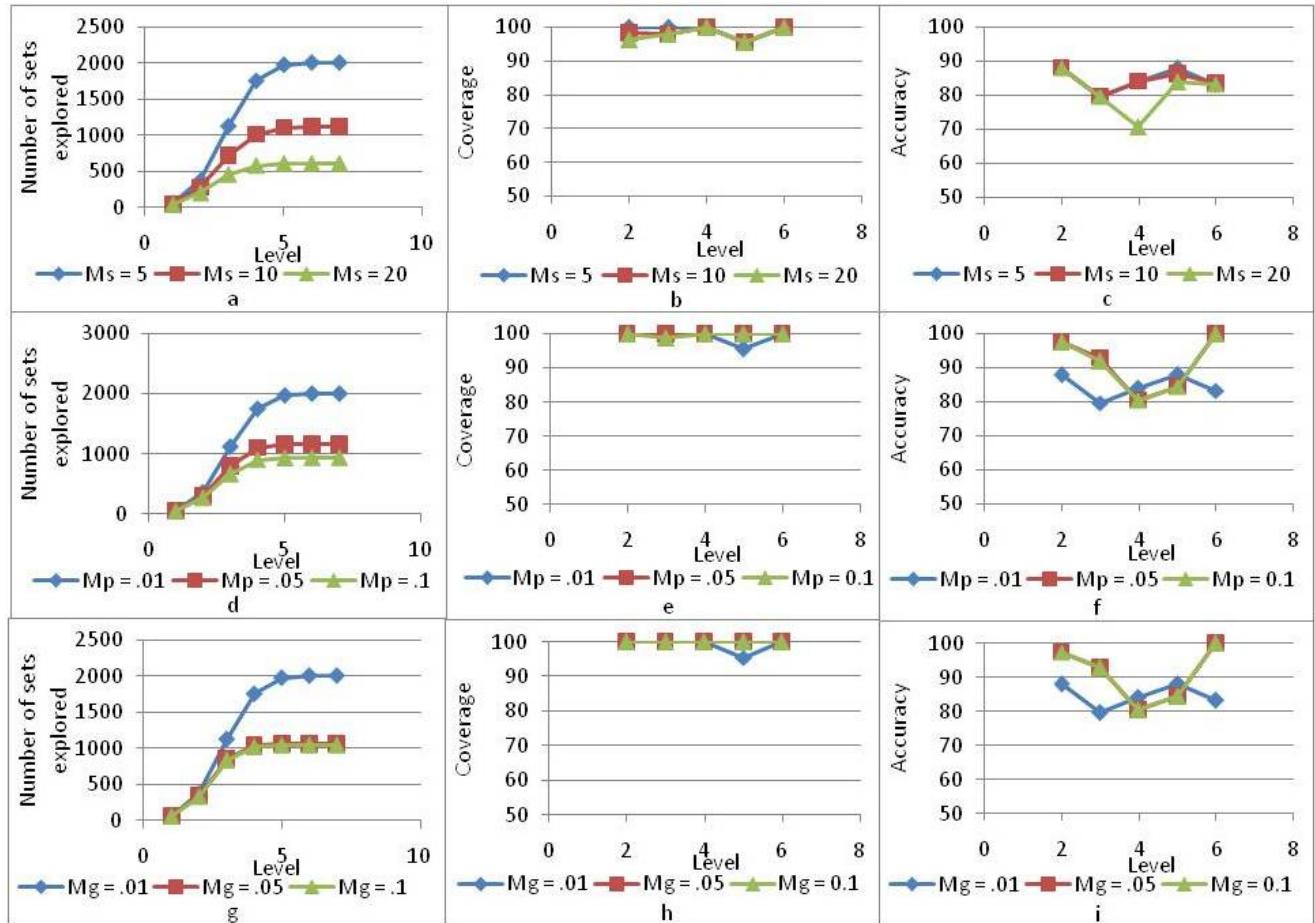 Number of sets explored
2500
2000
1500
1000
500
0
0 5 10
Level
Ms = 5 Ms = 10 Ms = 20
a
Coverage
100
90
80
70
60
50
0 2 4 6 8
Level
Ms = 5 Ms = 10 Ms = 20
b
Accuracy
100
90
80
70
60
50
0 2 4 6 8
Level
Ms = 5 Ms = 10 Ms = 20
c
Number of sets explored
3000
2000
1000
0
0 5 10
Level
Mp = .01 Mp = .05 Mp = .1
d
Coverage
100
90
80
70
60
50
0 2 4 6 8
Level
Mp = .01 Mp = .05 Mp = 0.1
e
Accuracy
100
90
80
70
60
50
0 2 4 6 8
Level
Mp = .01 Mp = .05 Mp = 0.1
f
Number of sets explored
2500
2000
1500
1000
500
0
0 5 10
Level
Mg = .01 Mg = .05 Mg = .1
g
Coverage
100
90
80
70
60
50
0 2 4 6 8
Level
Mg = .01 Mg = .05 Mg = 0.1
h
Accuracy
100
90
80
70
60
50
0 2 4 6 8
Level
Mg = .01 Mg = .05 Mg = 0.1
i